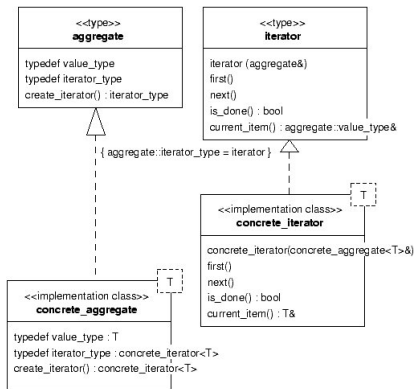 <<type>>
aggregate
typedef value_type
typedef iterator_type
create_iterator() : iterator_type
<<type>>
iterator
iterator (aggregate&)
first()
next()
is_done() : bool
current_item() : aggregate::value_type&
{ aggregate::iterator_type = iterator }
T
<<implementation class>>
concrete_iterator
concrete_iterator(concrete_aggregate<T>&)
first()
next()
is_done() : bool
current_item() : T&
T
<<implementation class>>
concrete_aggregate
typedef value_type : T
typedef iterator_type : concrete_iterator<T>
create_iterator() : concrete_iterator<T>